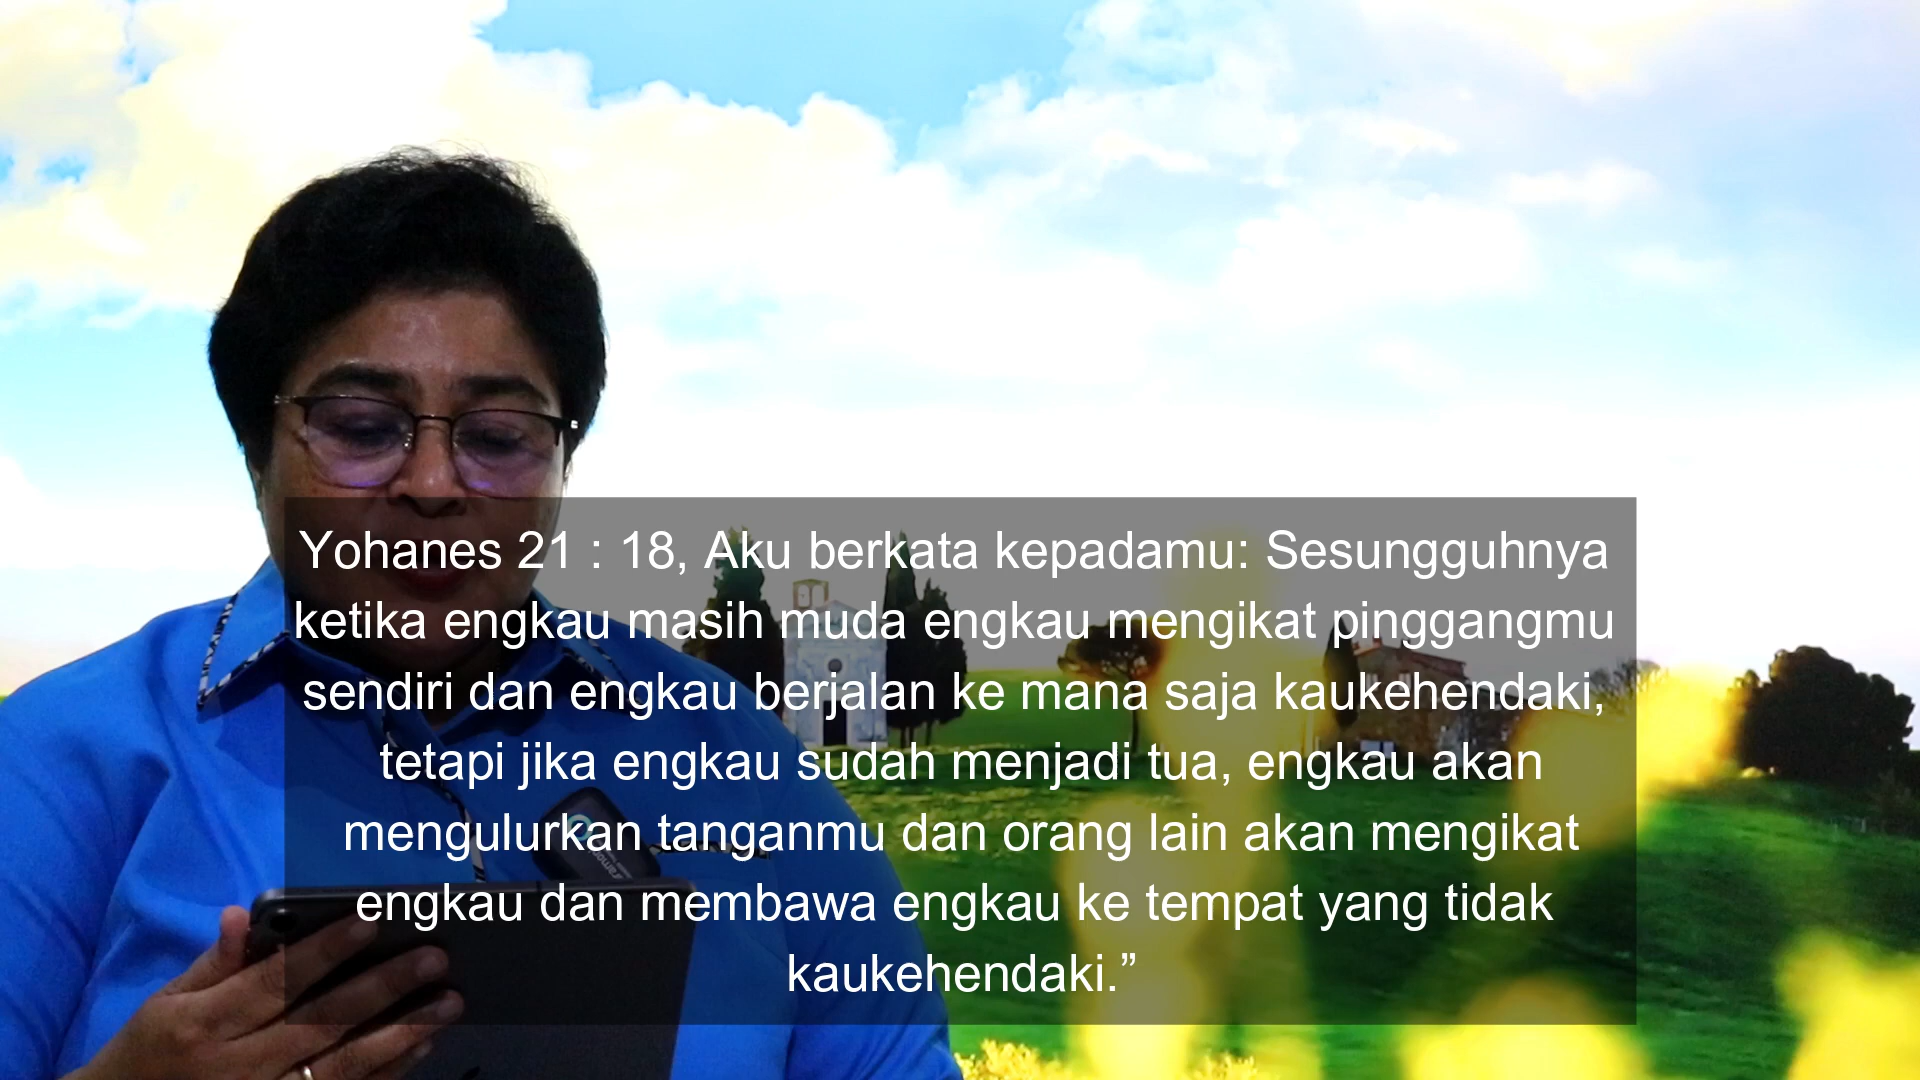 Yohanes 21 : 18, Aku berkata kepadamu: Sesungguhnya
ketika engkau masih muda engkau mengikat pinggangmu
sendiri dan engkau berjalan ke mana saja kaukehendaki,
tetapi jika engkau sudah menjadi tua, engkau akan
mengulurkan tanganmu dan orang lain akan mengikat
engkau dan membawa engkau ke tempat yang tidak
kaukehendaki.”